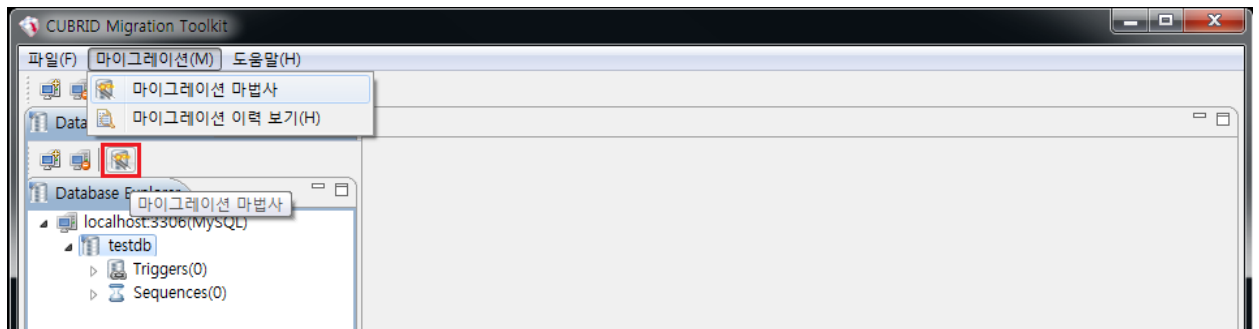 CUBRID Migration Toolkit
파일(F) 마이그레이션(M) 도움말(H)
마이그레이션 마법사
마이그레이션 이력 보기(H)
Data
Database Explorer
마이그레이션 마법사
localhost:3306(MySQL)
testdb
Triggers(0)
Sequences(0)